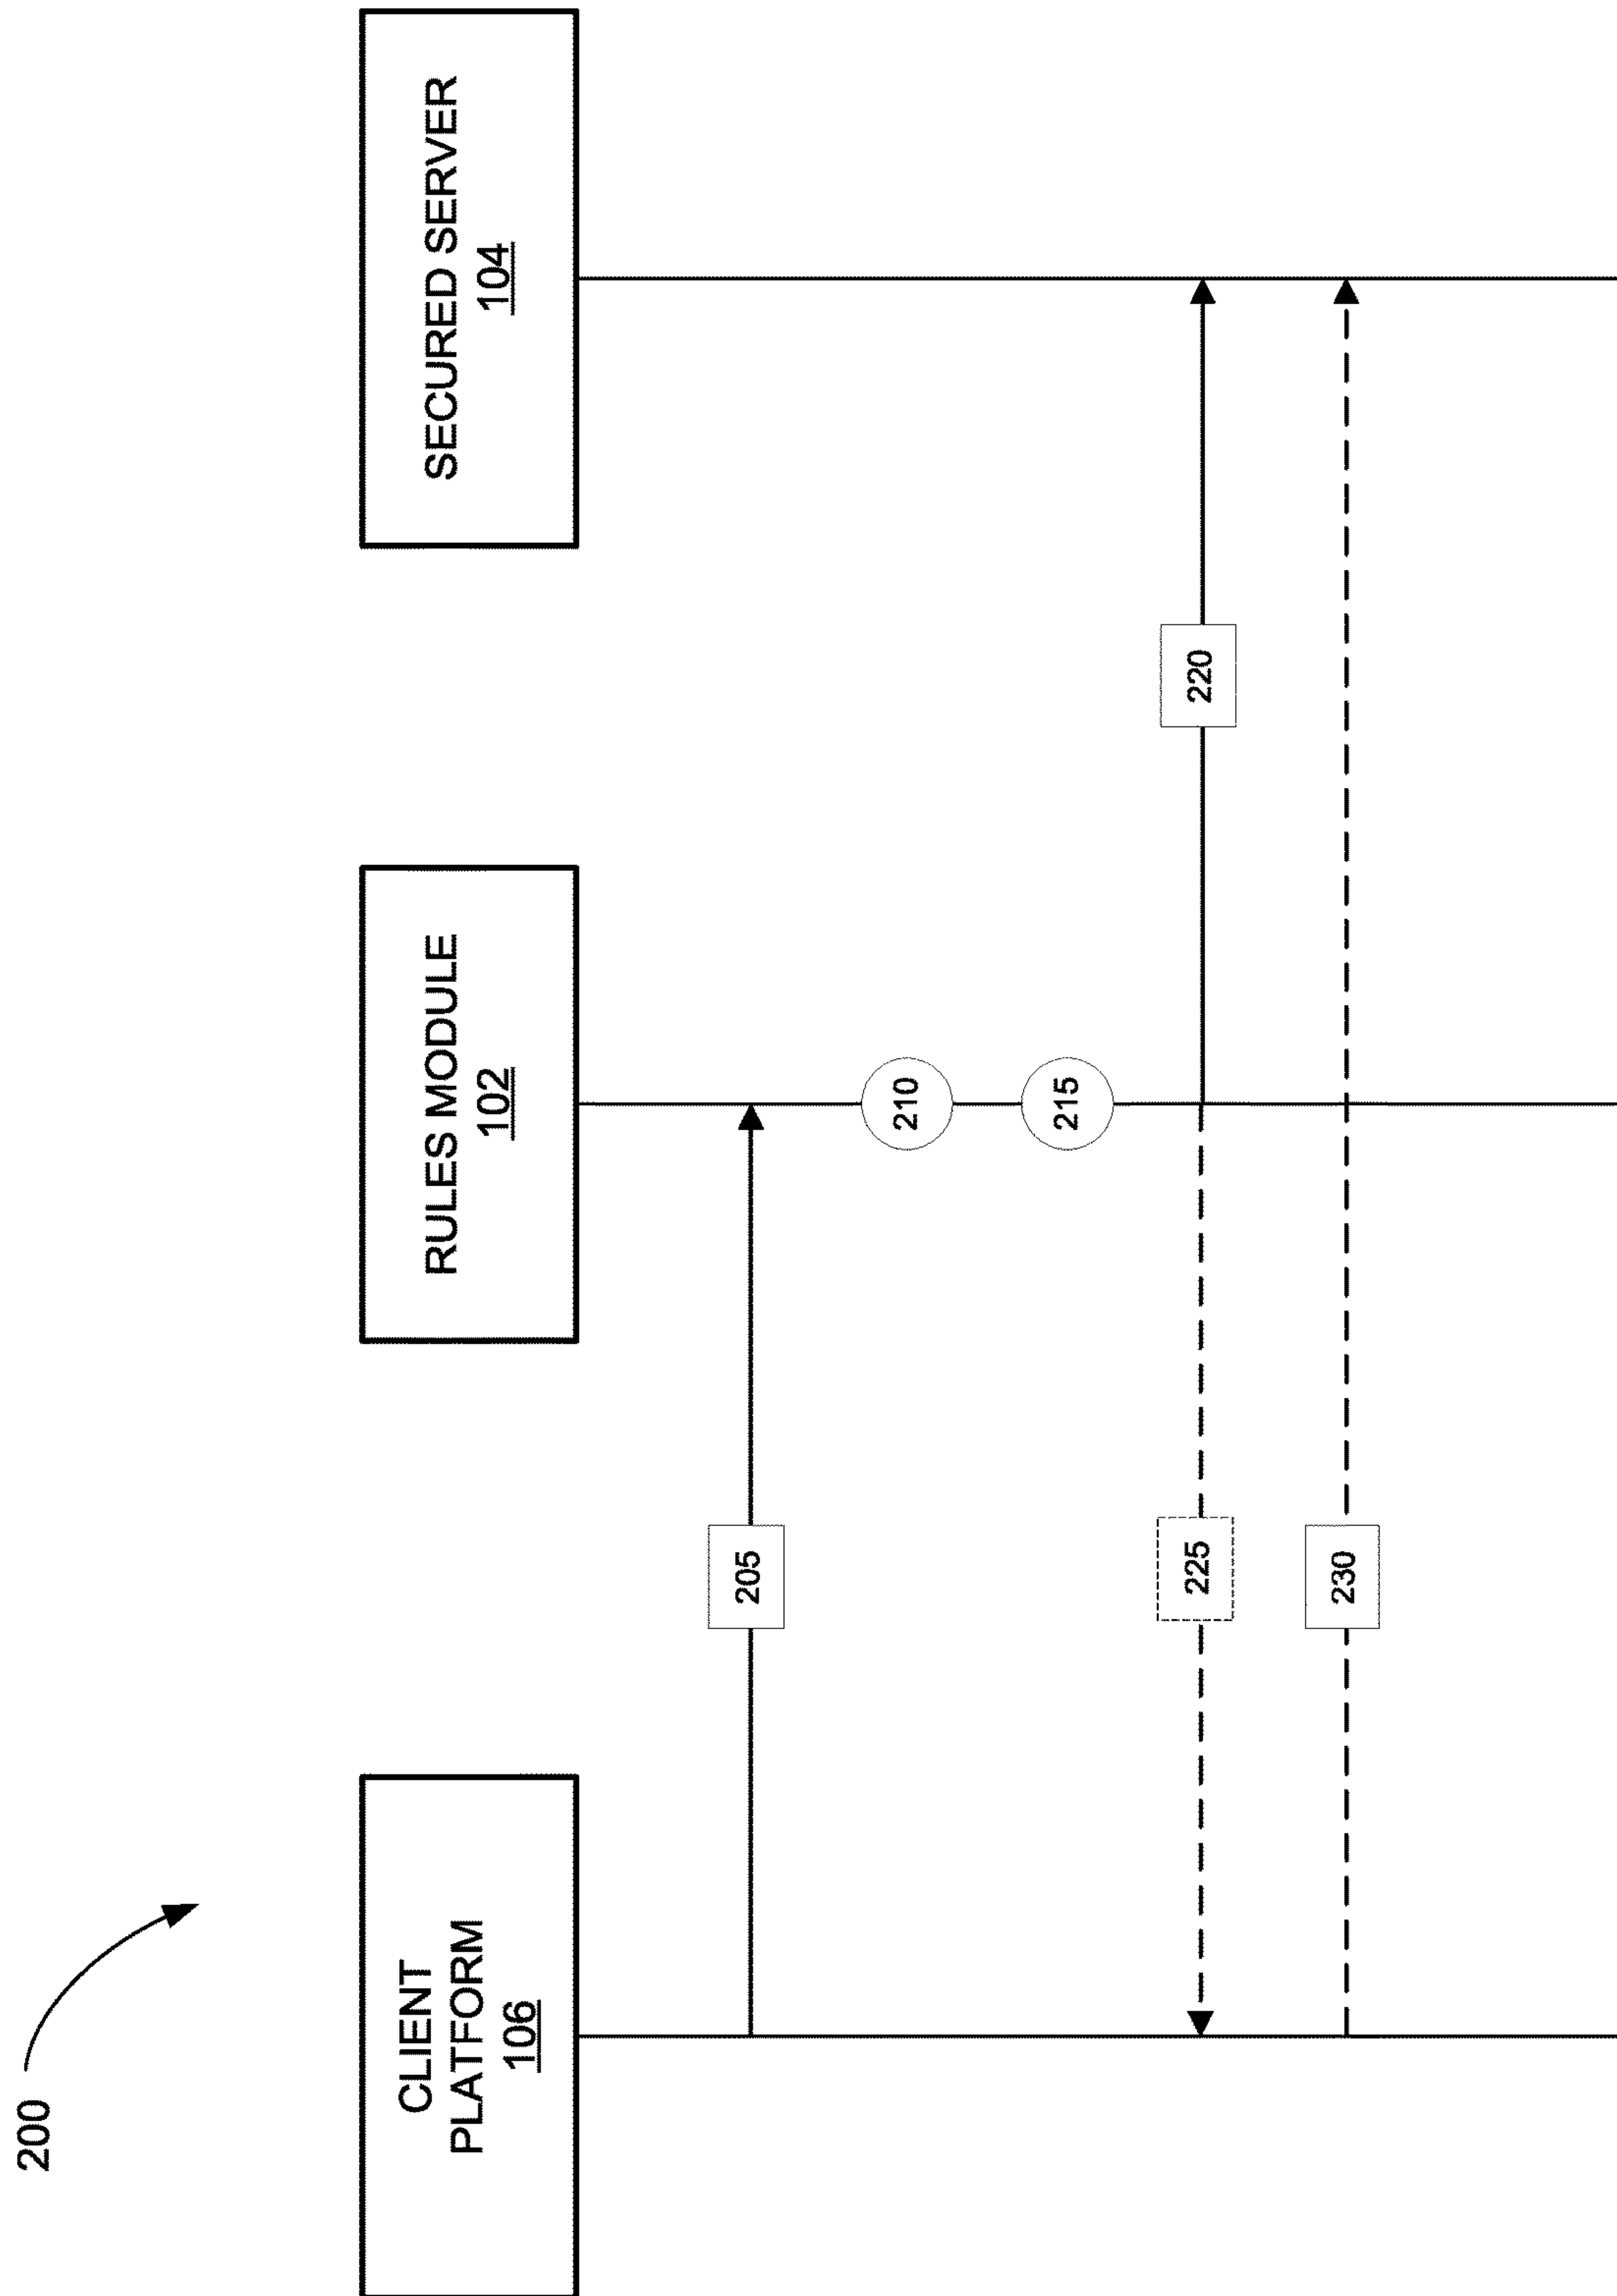 200
CLIENT
PLATFORM
106
RULES MODULE
102
SECURED SERVER
104
205
210
215
220
225
230